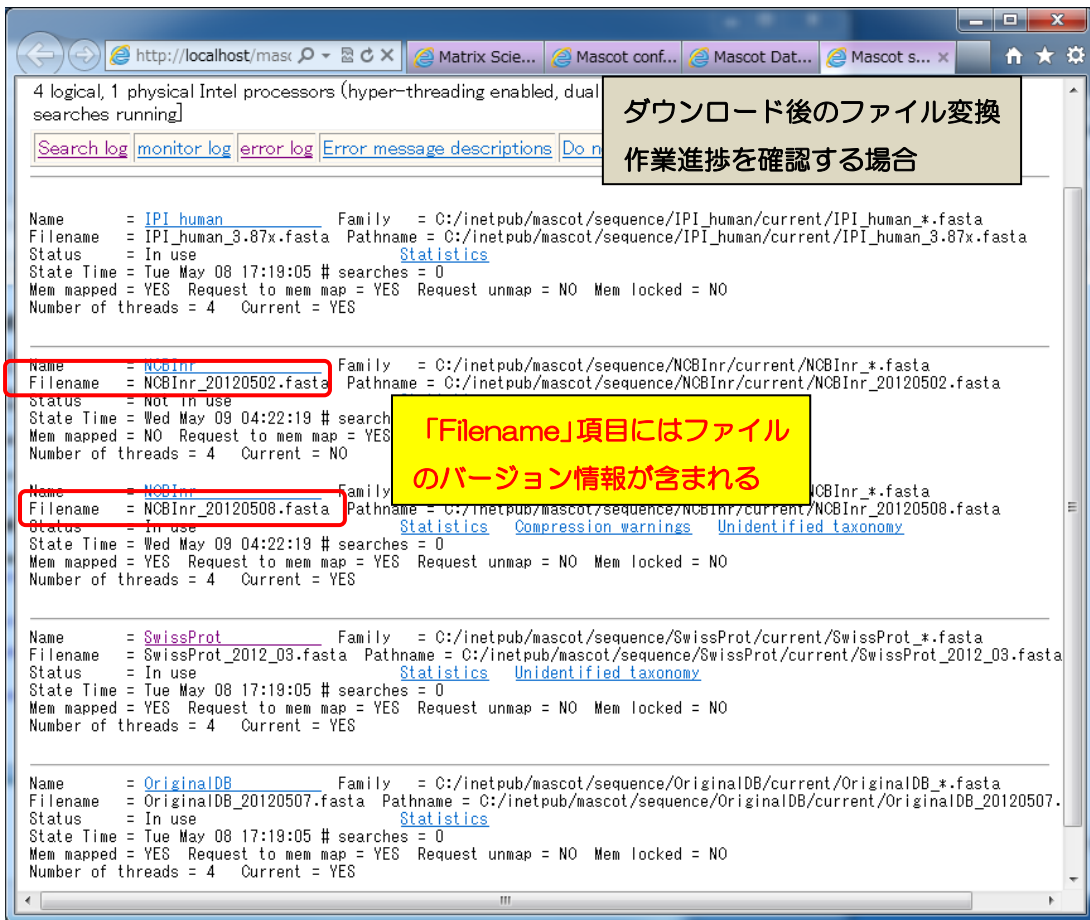 http://localhost/masc
Matrix Scie...
Mascot conf...
Mascot Dat...
Mascot s...
4 logical, 1 physical Intel processors (hyper-threading enabled, dual
searches running]
ダウンロード後のファイル変換
作業進捗を確認する場合
Search log monitor log error log Error message descriptions Do n
Name = IPI_human Family = C:/inetpub/mascot/sequence/IPI_human/current/IPI_human_*.fasta
Filename = IPI_human_3.87x.fasta Pathname = C:/inetpub/mascot/sequence/IPI_human/current/IPI_human_3.87x.fasta
Status = In use Statistics
State Time = Tue May 08 17:19:05 # searches = 0
Mem mapped = YES Request to mem map = YES Request unmap = NO Mem locked = NO
Number of threads = 4 Current = YES
Name = NCBInr Family = C:/inetpub/mascot/sequence/NCBInr/current/NCBInr_*.fasta
Filename = NCBInr_20120502.fasta Pathname = C:/inetpub/mascot/sequence/NCBInr/current/NCBInr_20120502.fasta
Status = Not in use
State Time = Wed May 09 04:22:19 # search
Mem mapped = NO Request to mem map = YES
Number of threads = 4 Current = NO
「Filename」項目にはファイル
のバージョン情報が含まれる
Name = NCBInr Family CBInr_*.fasta
Filename = NCBInr_20120508.fasta Pathname = C:/inetpub/mascot/sequence/NCBInr/current/NCBInr_20120508.fasta
Status = In use Statistics Compression warnings Unidentified taxonomy
State Time = Wed May 09 04:22:19 # searches = 0
Mem mapped = YES Request to mem map = YES Request unmap = NO Mem locked = NO
Number of threads = 4 Current = YES
Name = SwissProt Family = C:/inetpub/mascot/sequence/SwissProt/current/SwissProt_*.fasta
Filename = SwissProt_2012_03.fasta Pathname = C:/inetpub/mascot/sequence/SwissProt/current/SwissProt_2012_03.fasta
Status = In use Statistics Unidentified taxonomy
State Time = Tue May 08 17:19:05 # searches = 0
Mem mapped = YES Request to mem map = YES Request unmap = NO Mem locked = NO
Number of threads = 4 Current = YES
Name = OriginalDB Family = C:/inetpub/mascot/sequence/OriginalDB/current/OriginalDB_*.fasta
Filename = OriginalDB_20120507.fasta Pathname = C:/inetpub/mascot/sequence/OriginalDB/current/OriginalDB_20120507.
Status = In use Statistics
State Time = Tue May 08 17:19:05 # searches = 0
Mem mapped = YES Request to mem map = YES Request unmap = NO Mem locked = NO
Number of threads = 4 Current = YES